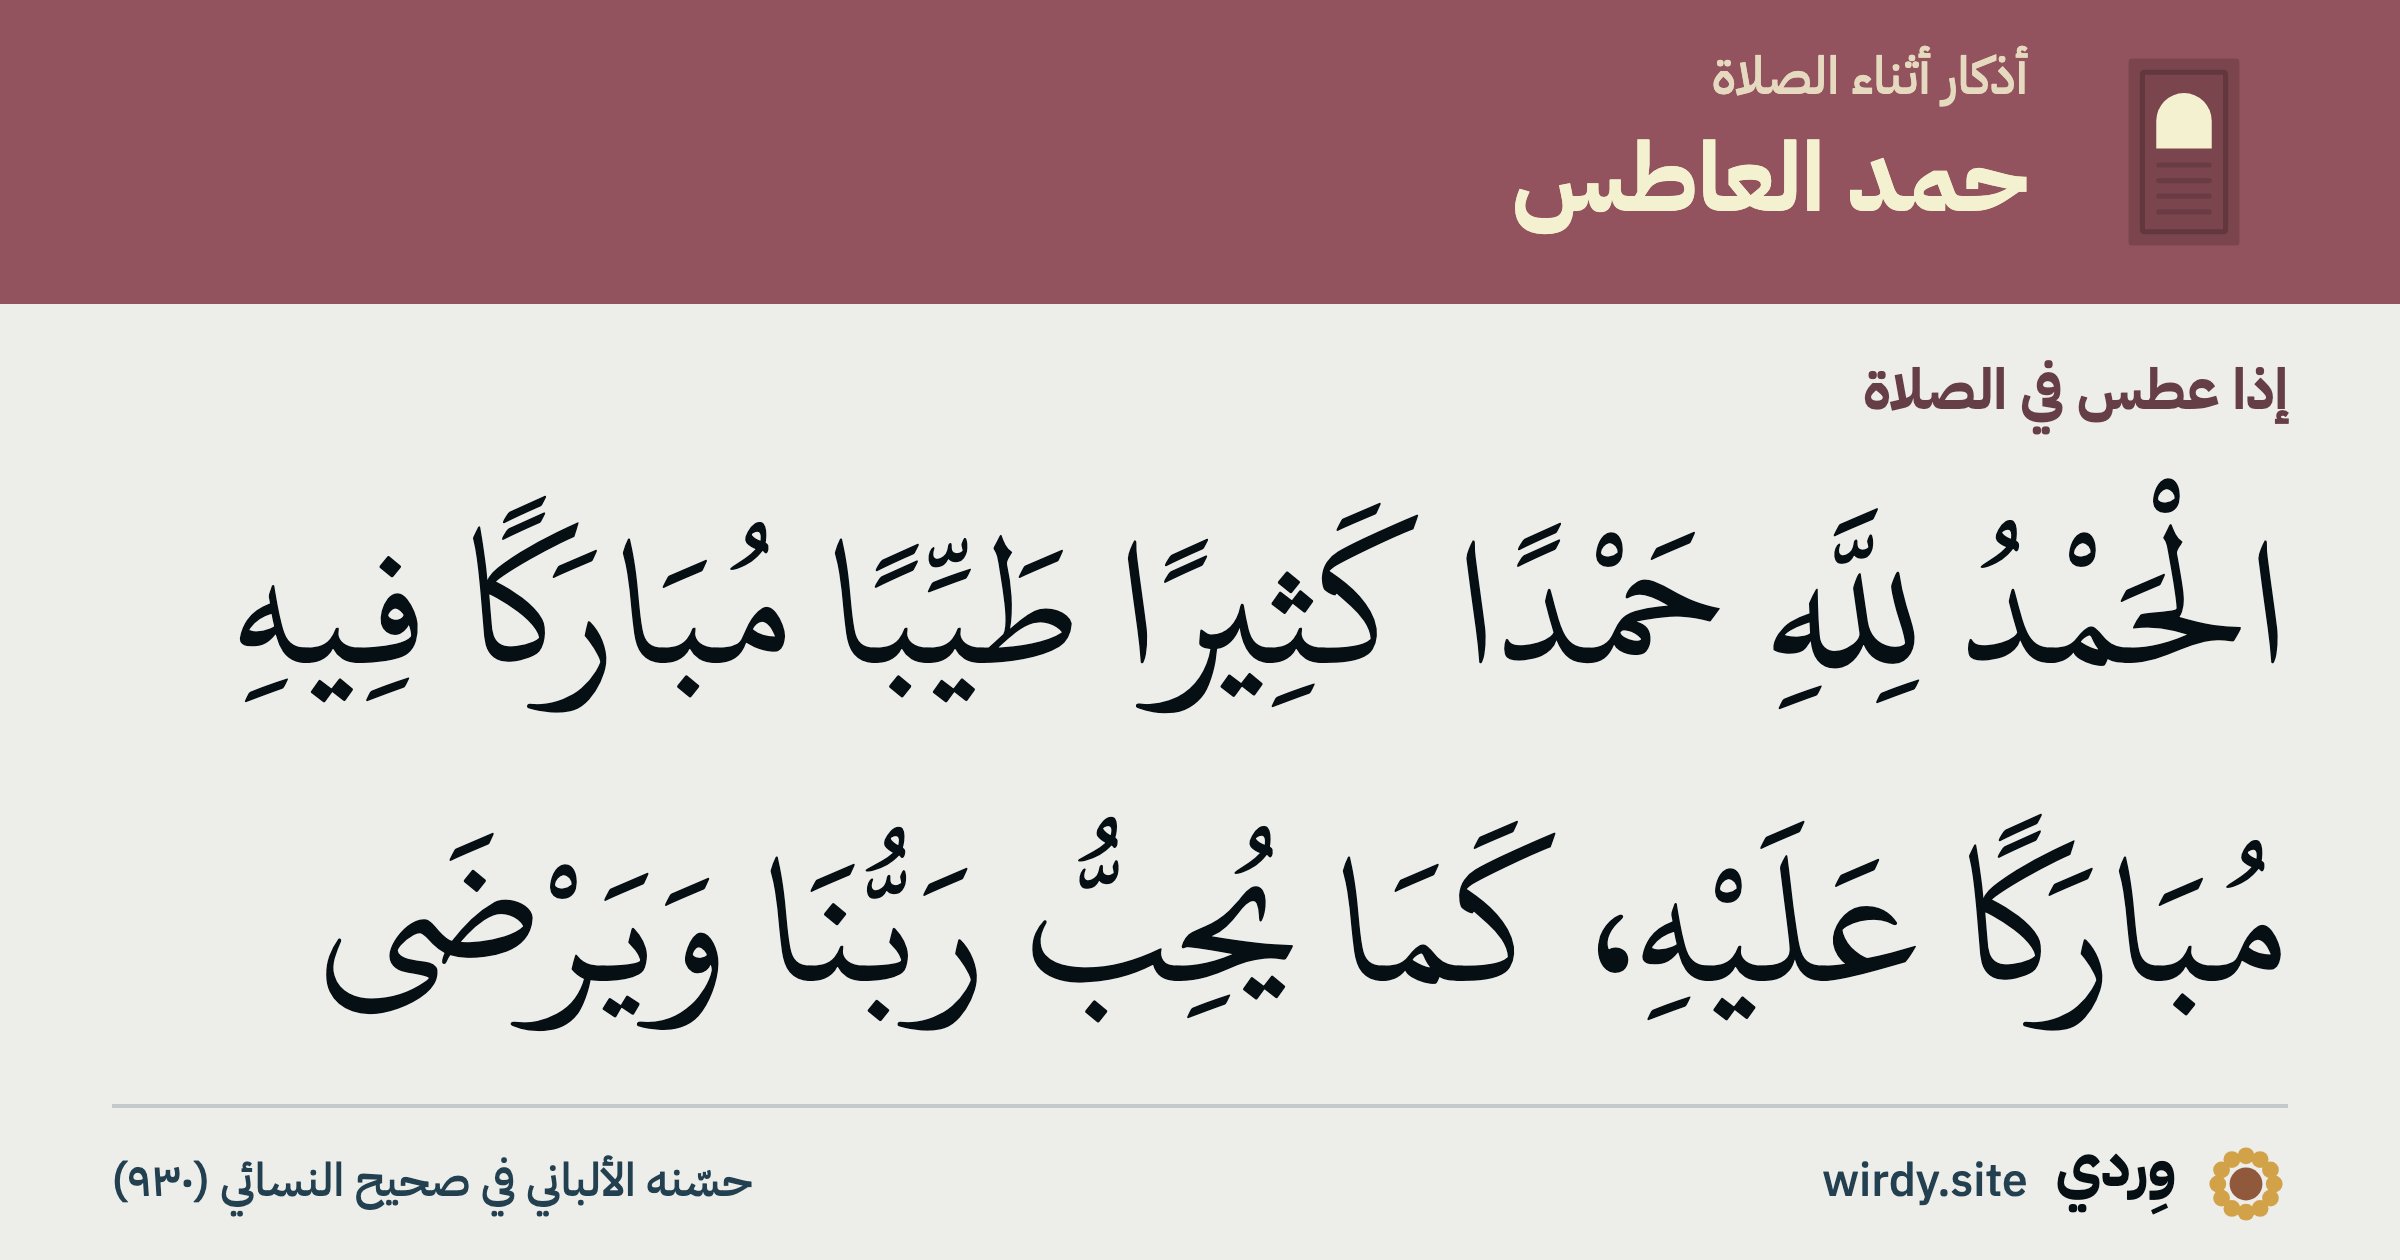 أذكار أثناء الصلاة
حمد العاطس
إذا عطس في الصلاة
الْحَمْدُ لِلَّهِ حَمْدًا كَثِيرًا طَيِّبًا مُبَارَكًا فِيهِ
مُبَارَكًا عَلَيْهِ، كَمَا يُحِبُّ رَبُّنَا وَيَرْضَى
وِردي wirdy.site
حسّنه الألباني في صحيح النسائي (٩٣٠)